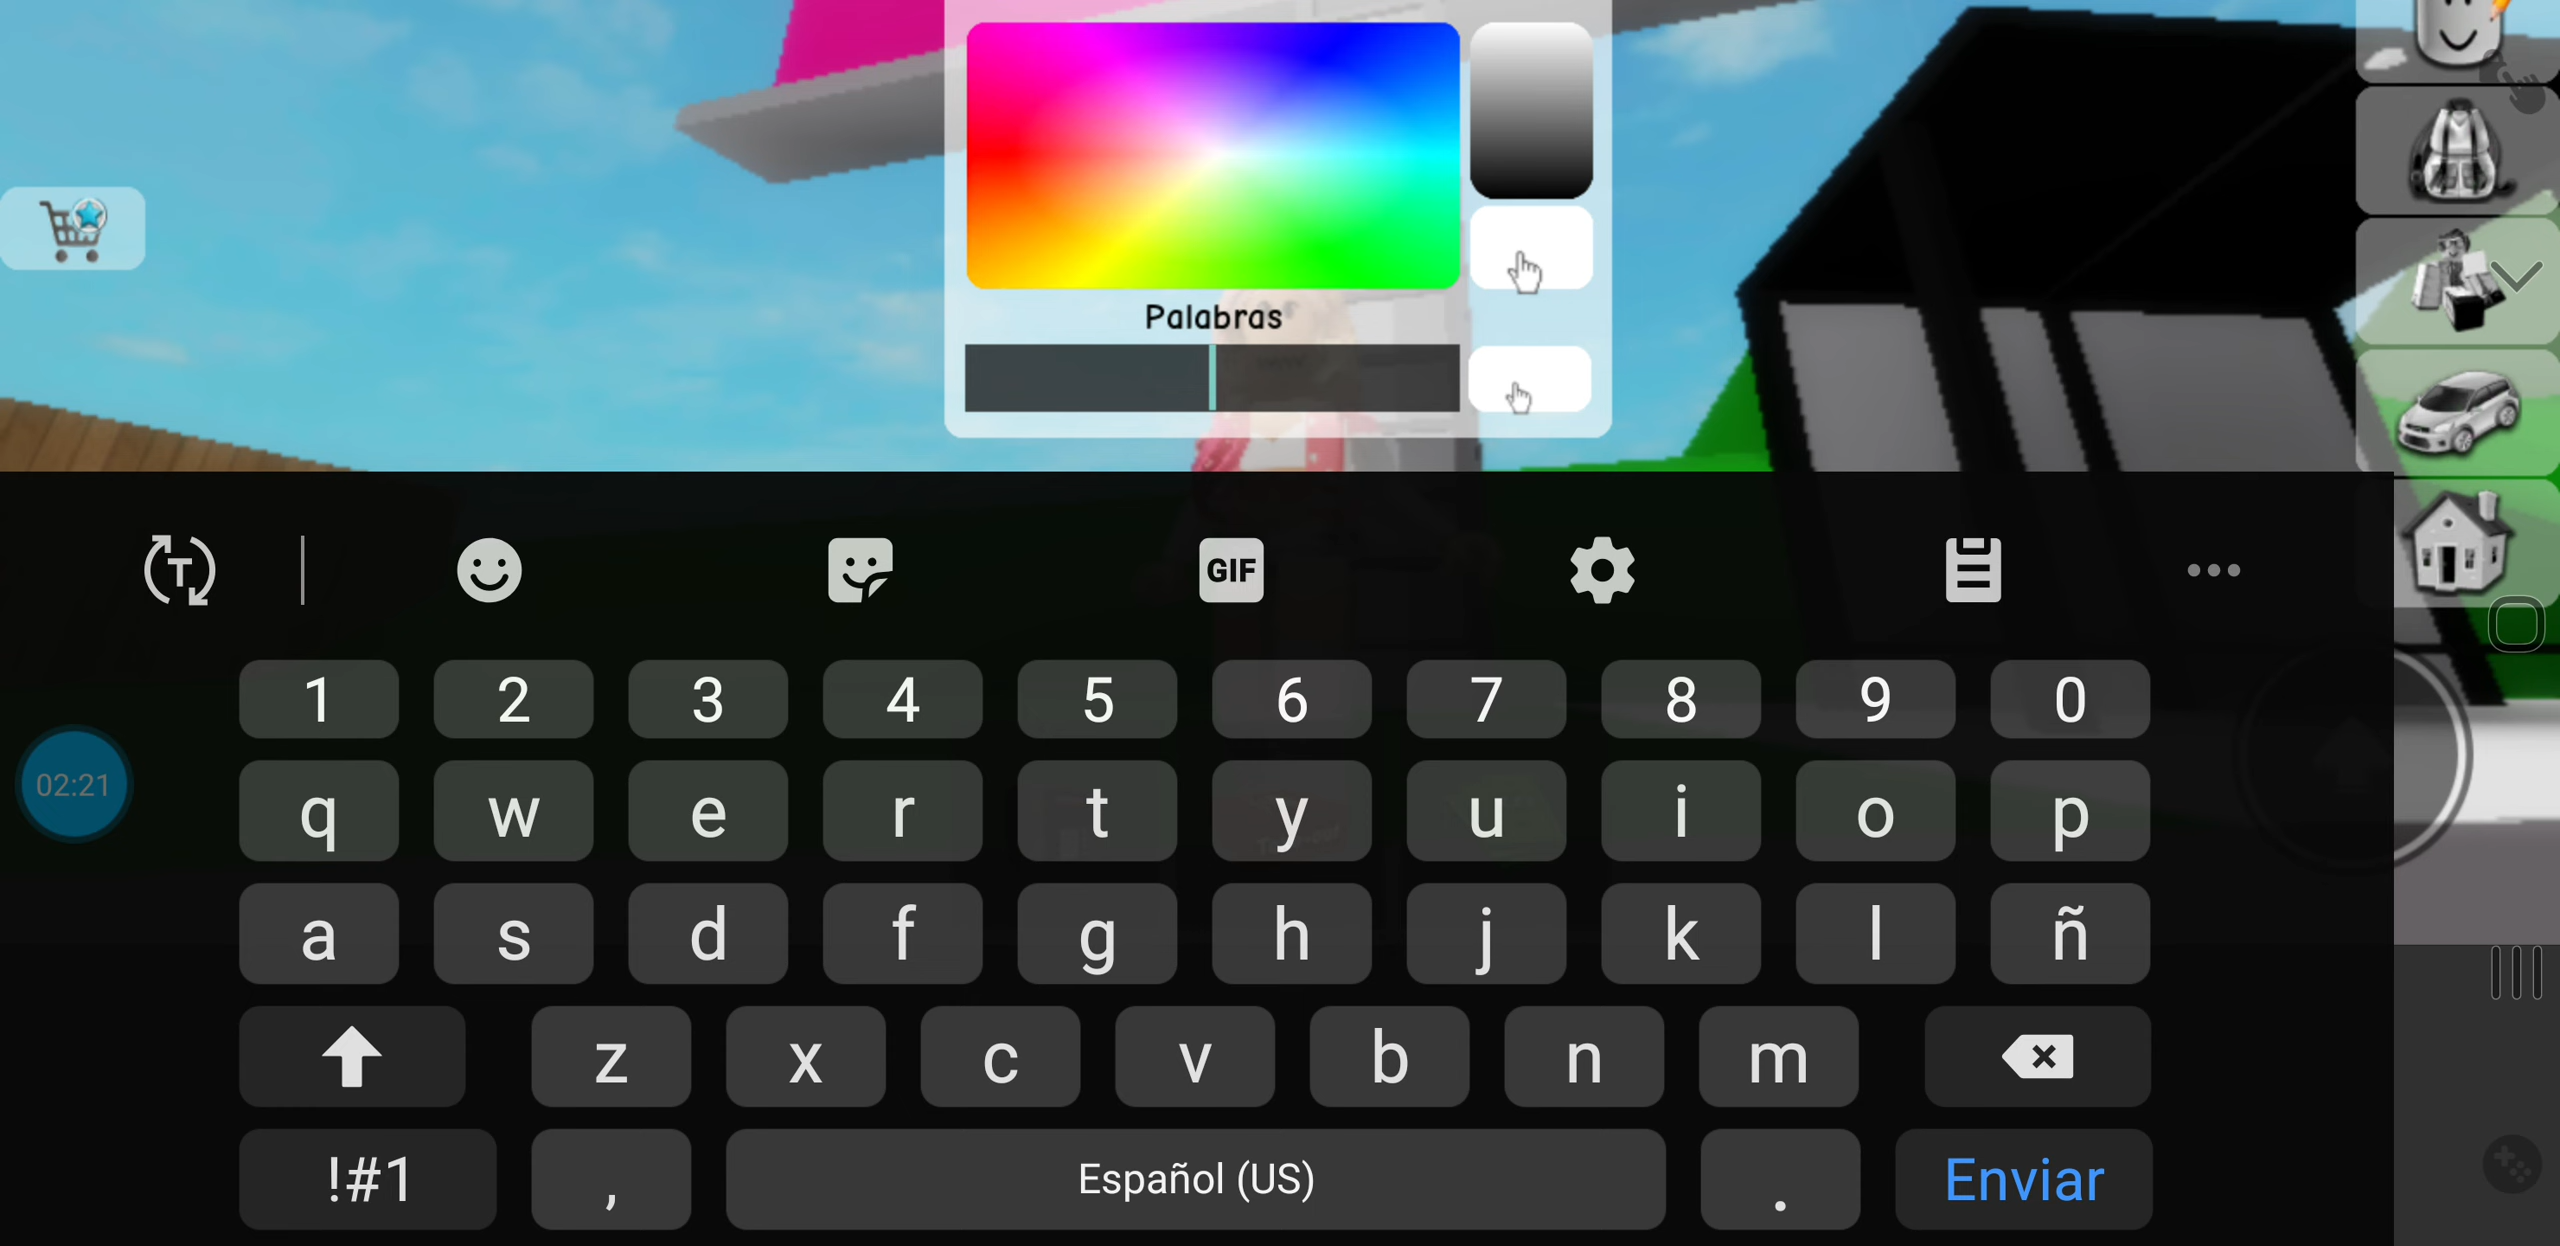 Palabras
T
GIF
1 2 3 4 5 6 7 8 9 0
02:21
q w e r t y u i o p
a s d f g h j k l ñ
z x c v b n m
!#1 , Español (US) . Enviar